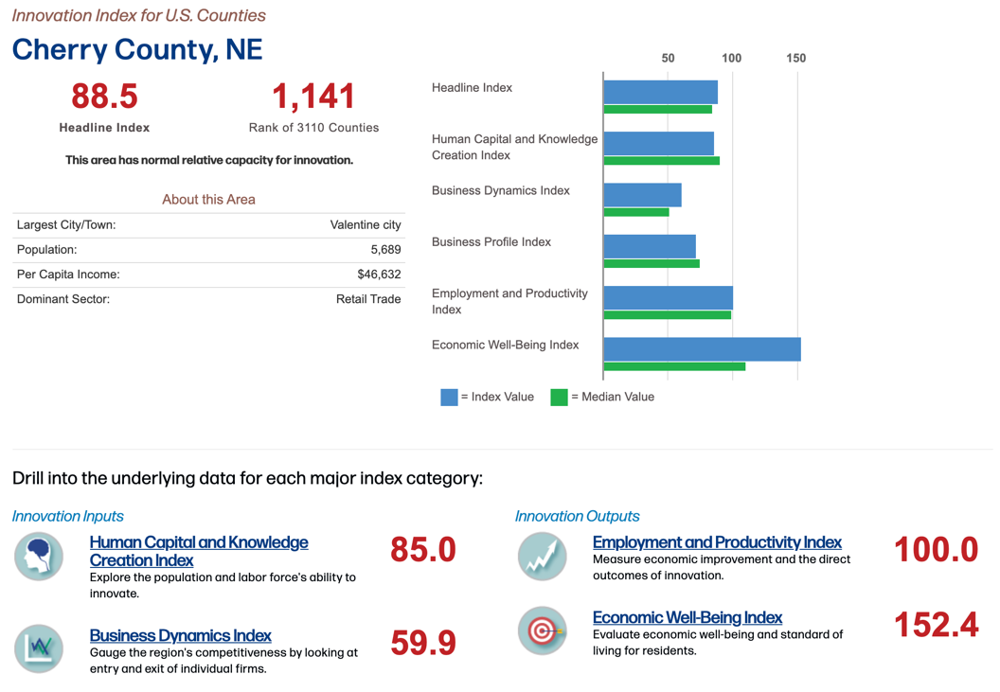 Innovation Index for U.S. Counties
Cherry County, NE
88.5
Headline Index
1,141
Rank of 3110 Counties
This area has normal relative capacity for innovation.
About this Area
Largest City/Town: Valentine city
Population: 5,689
Per Capita Income: $46,632
Dominant Sector: Retail Trade
50 100 150
Headline Index
Human Capital and Knowledge
Creation Index
Business Dynamics Index
Business Profile Index
Employment and Productivity
Index
Economic Well-Being Index
= Index Value = Median Value
Drill into the underlying data for each major index category:
Innovation Inputs
Human Capital and Knowledge
Creation Index
Explore the population and labor force's ability to
innovate.
85.0
Business Dynamics Index
Gauge the region's competitiveness by looking at
entry and exit of individual firms.
59.9
Innovation Outputs
Employment and Productivity Index
Measure economic improvement and the direct
outcomes of innovation.
100.0
Economic Well-Being Index
Evaluate economic well-being and standard of
living for residents.
152.4